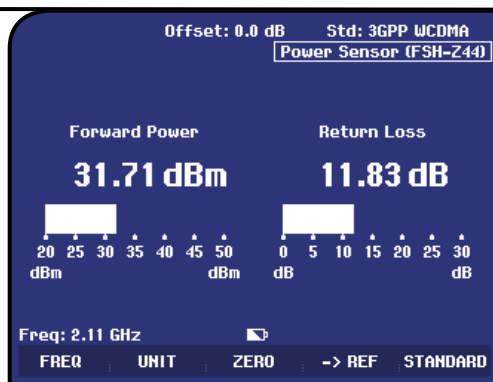 Offset: 0.0 dB Std: 3GPP WCDMA
Power Sensor (FSH-Z44)
Forward Power Return Loss
31.71 dBm 11.83 dB
20 25 30 35 40 45 50 0 5 10 15 20 25 30
dBm dBm dB dB
Freq: 2.11 GHz
FREQ UNIT ZERO -> REF STANDARD